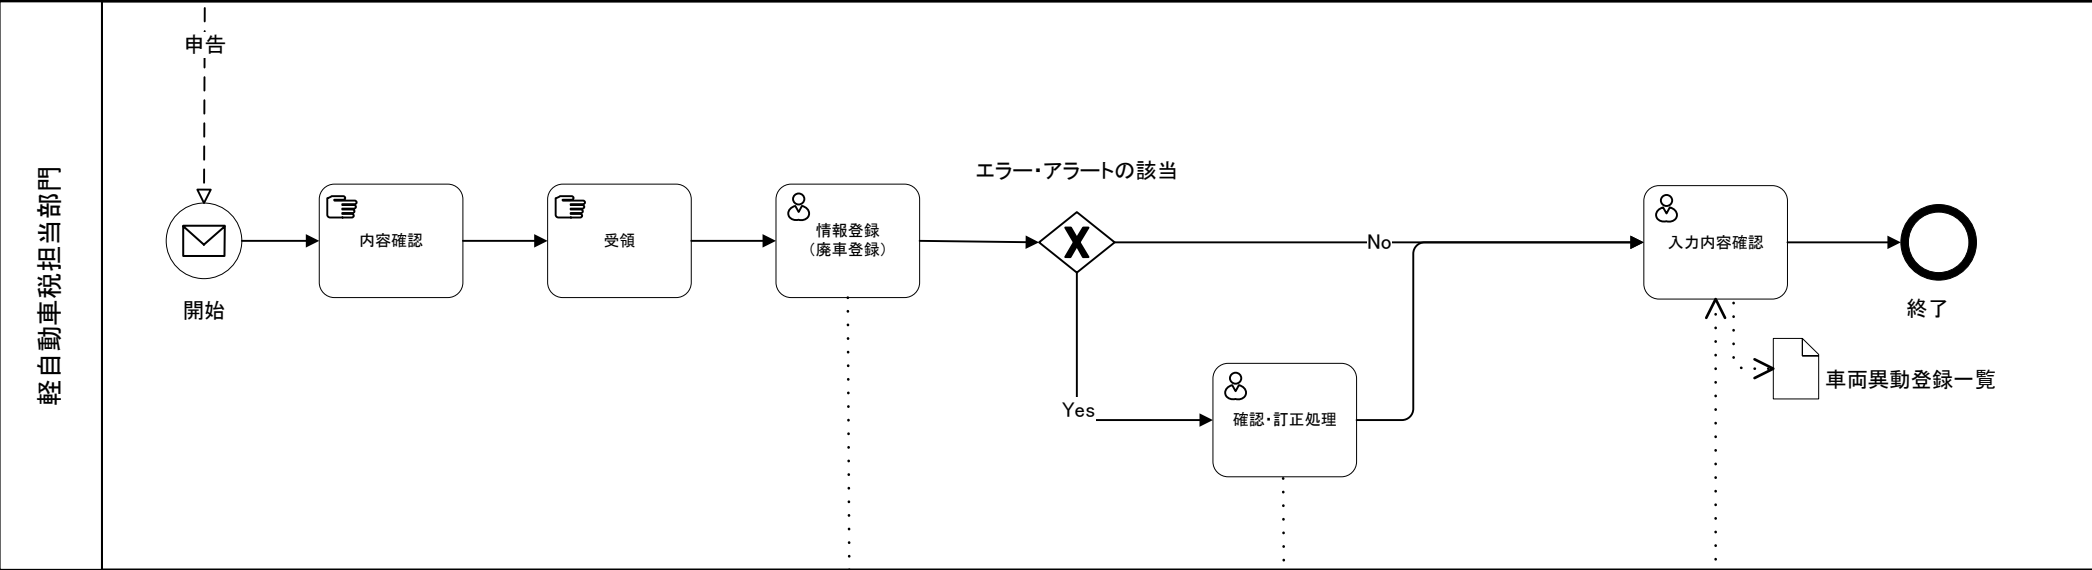 軽自動車税担当部門
申告
開始
内容確認
受領
情報登録
（廃車登録）
エラー・アラートの該当
No
Yes
確認・訂正処理
入力内容確認
終了
車両異動登録一覧